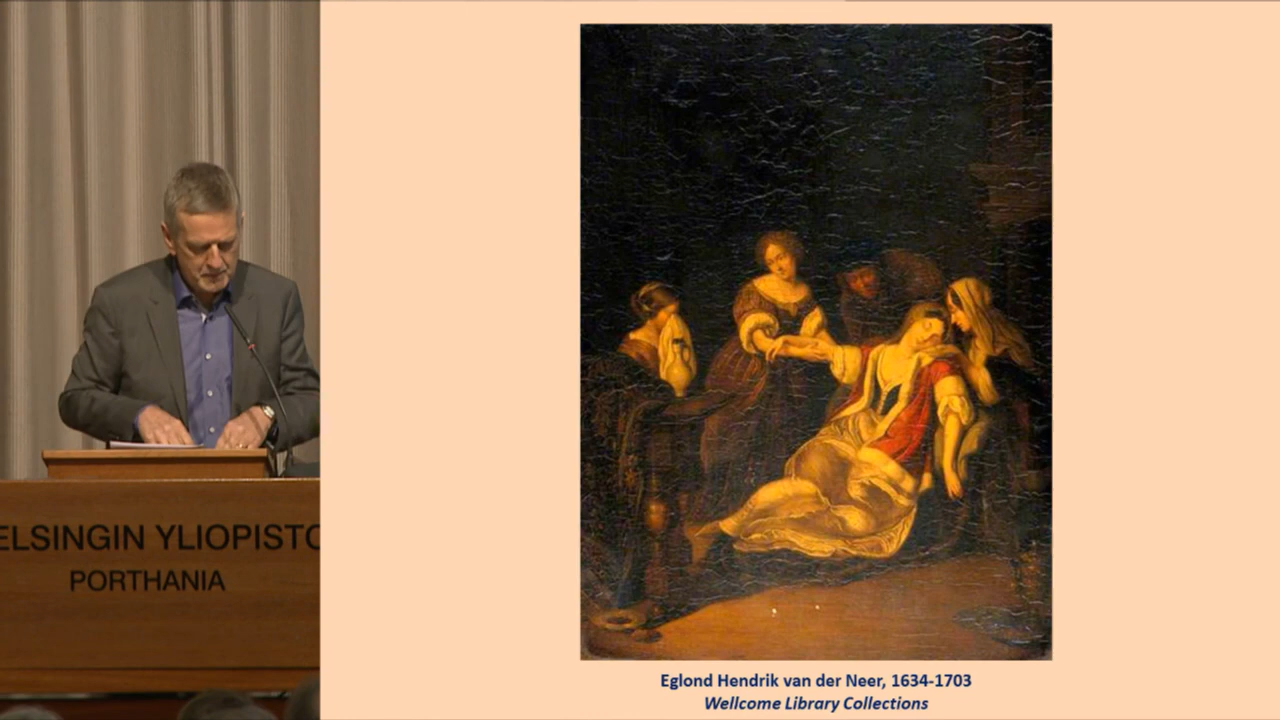 ELSINGIN YLIOPISTO
PORTHANIA
Eglond Hendrik van der Neer, 1634-1703
Wellcome Library Collections